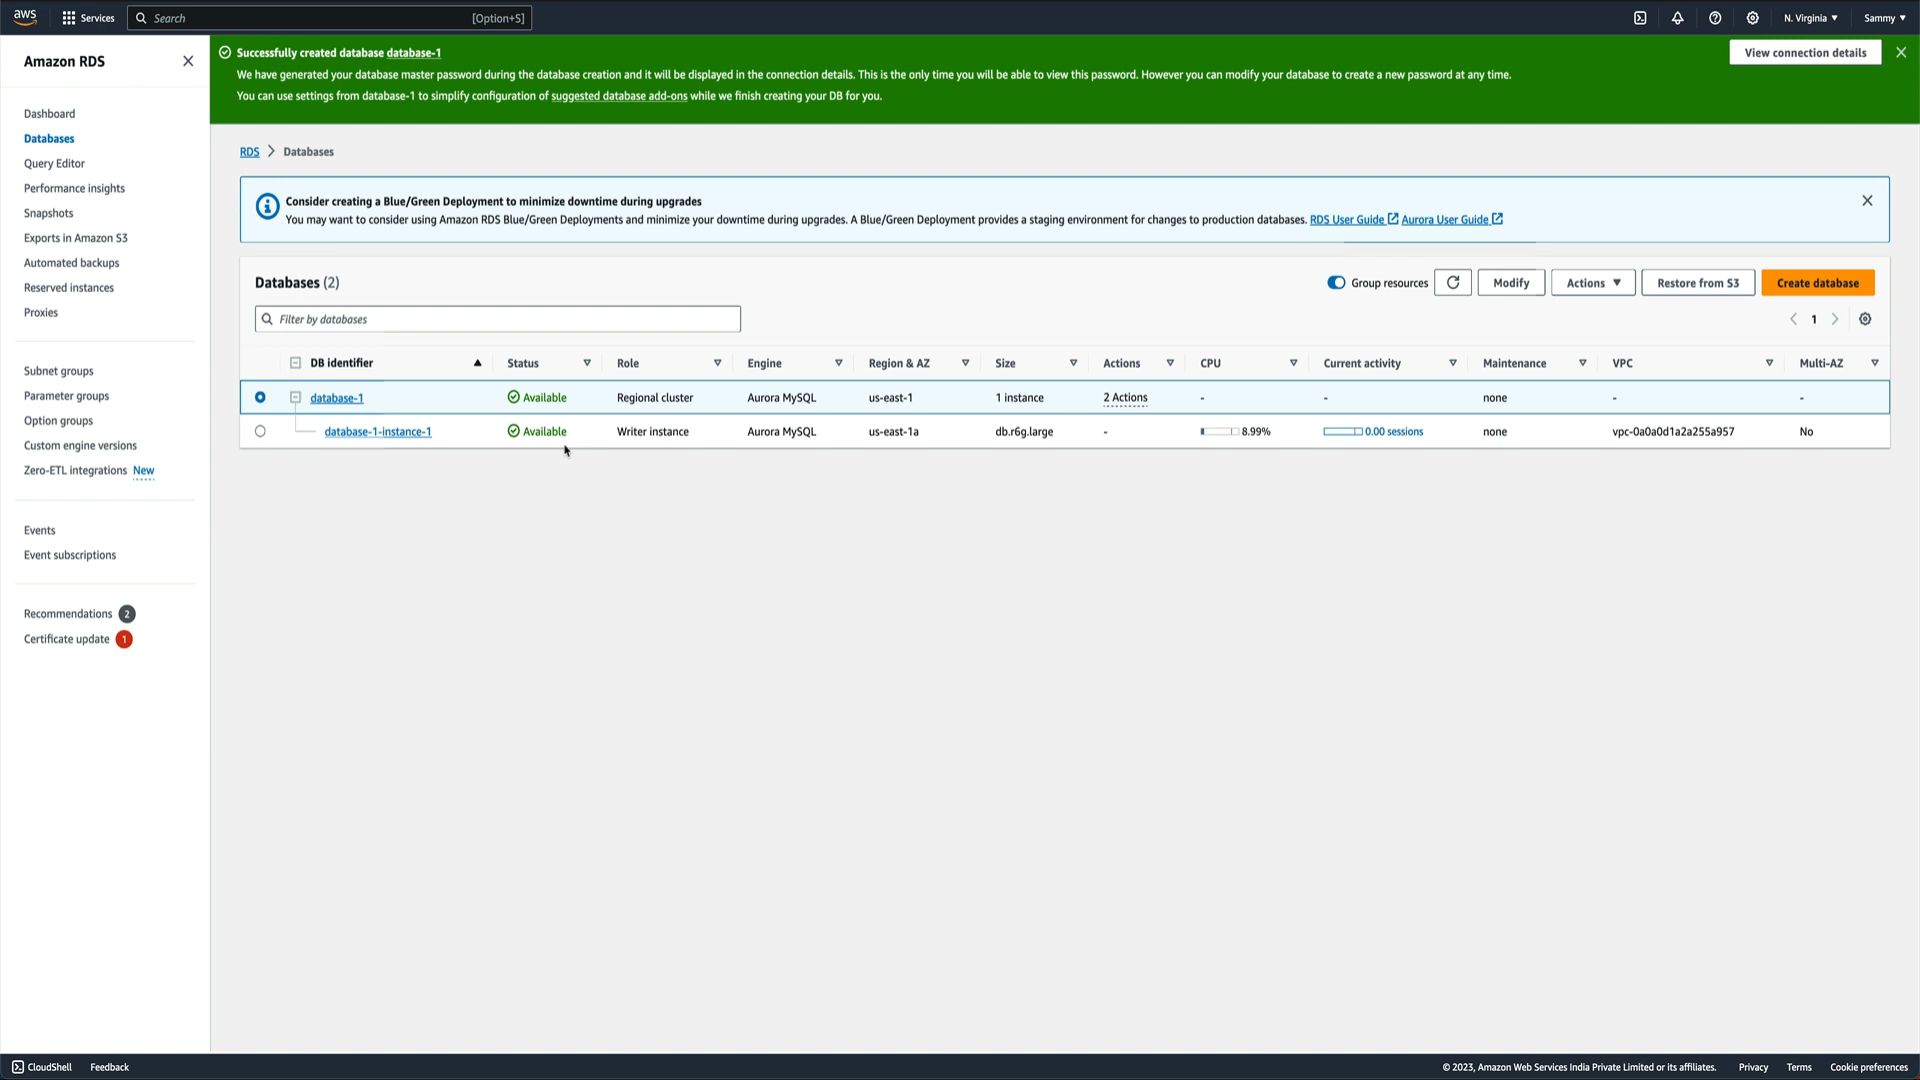 aws Services Search [Option+S] N. Virginia Sammy
Amazon RDS
Dashboard
Databases
Query Editor
Performance insights
Snapshots
Exports in Amazon S3
Automated backups
Reserved instances
Proxies
Subnet groups
Parameter groups
Option groups
Custom engine versions
Zero-ETL integrations New
Events
Event subscriptions
Recommendations 2
Certificate update 1
Successfully created database database-1
View connection details
We have generated your database master password during the database creation and it will be displayed in the connection details. This is the only time you will be able to view this password. However you can modify your database to create a new password at any time.
You can use settings from database-1 to simplify configuration of suggested database add-ons while we finish creating your DB for you.
RDS Databases
Consider creating a Blue/Green Deployment to minimize downtime during upgrades
You may want to consider using Amazon RDS Blue/Green Deployments and minimize your downtime during upgrades. A Blue/Green Deployment provides a staging environment for changes to production databases. RDS User Guide Aurora User Guide
Databases (2) Group resources Modify Actions Restore from S3 Create database
Filter by databases 1
DB identifier Status Role Engine Region & AZ Size Actions CPU Current activity Maintenance VPC Multi-AZ
database-1 Available Regional cluster Aurora MySQL us-east-1 1 instance 2 Actions - - none - -
database-1-instance-1 Available Writer instance Aurora MySQL us-east-1a db.r6g.large - 8.99% 0.00 sessions none vpc-0a0a0d1a2a255a957 No
CloudShell Feedback © 2023, Amazon Web Services India Private Limited or its affiliates. Privacy Terms Cookie preferences